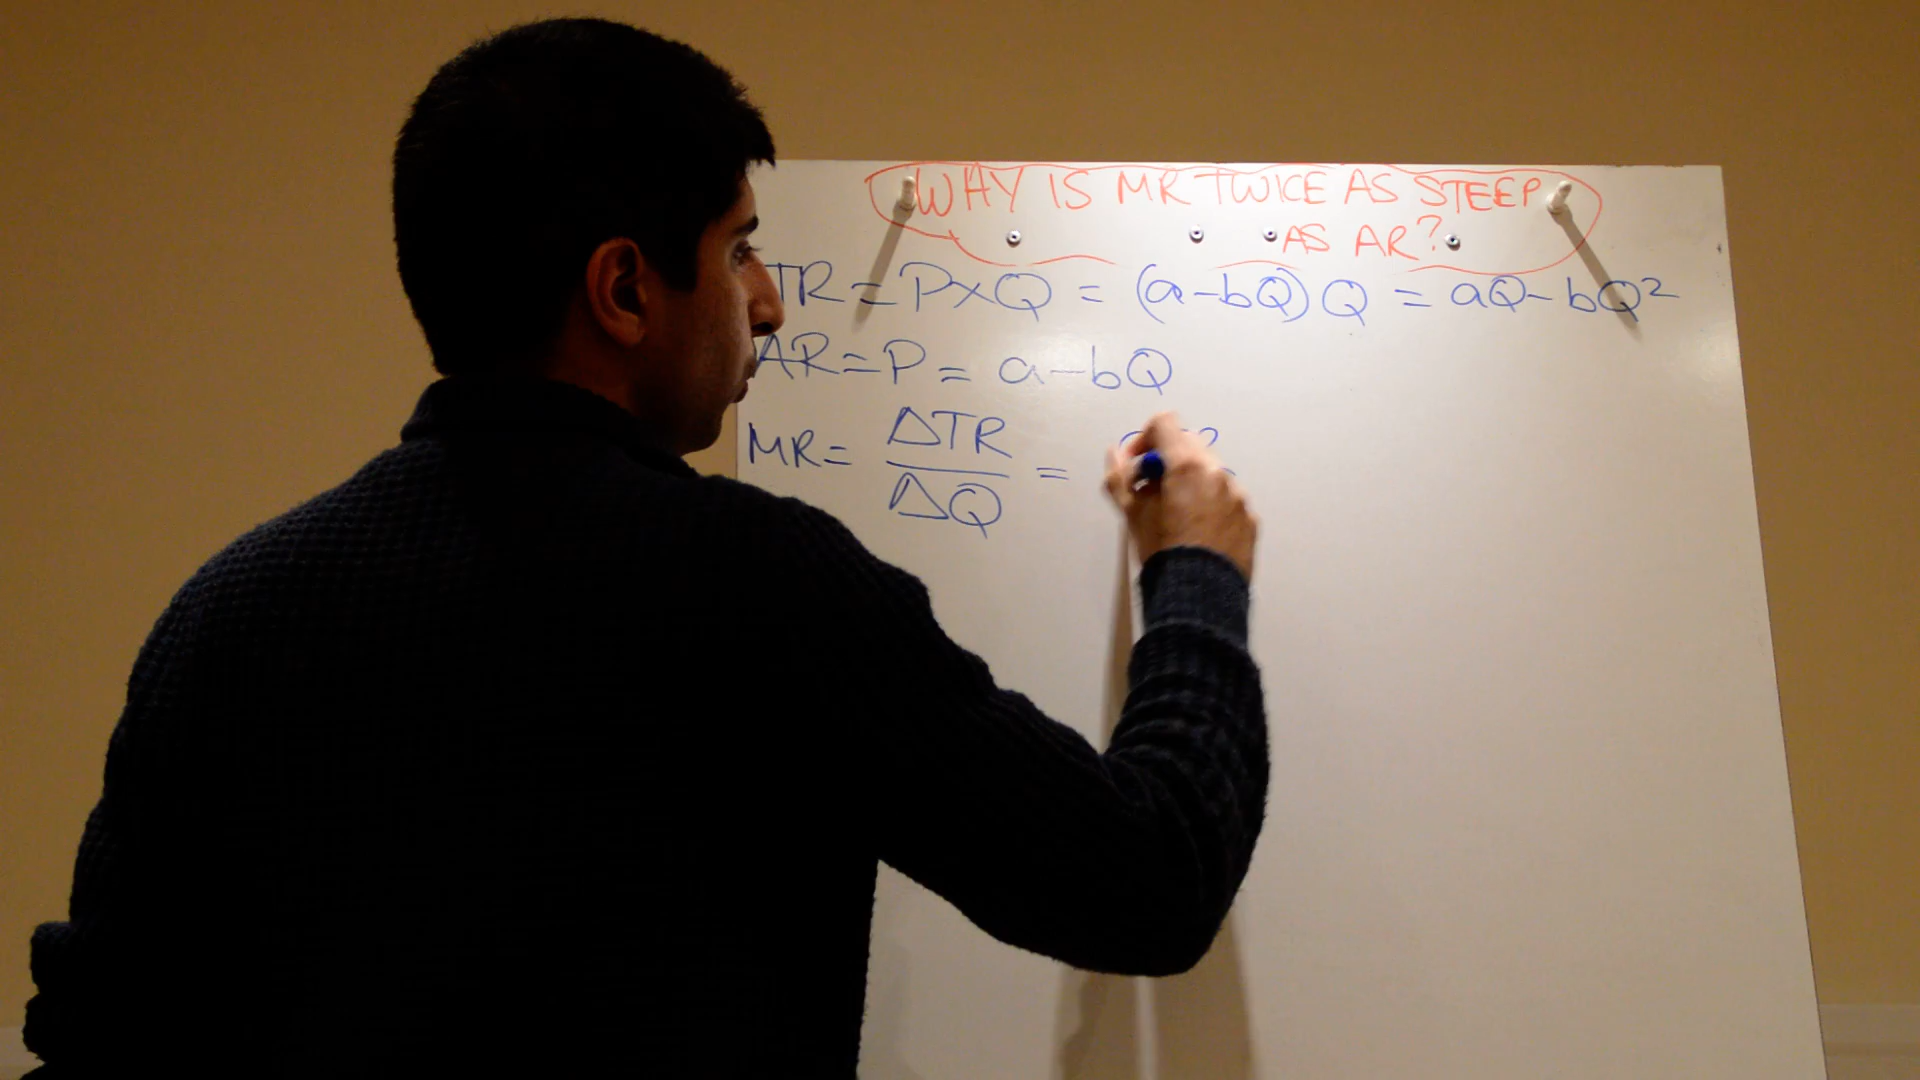 WHY IS MR TWICE AS STEEP
AS AR?
TR = P×Q = (a-bQ)Q = aQ-bQ²
AR = P = a-bQ
MR = ΔTR
ΔQ =